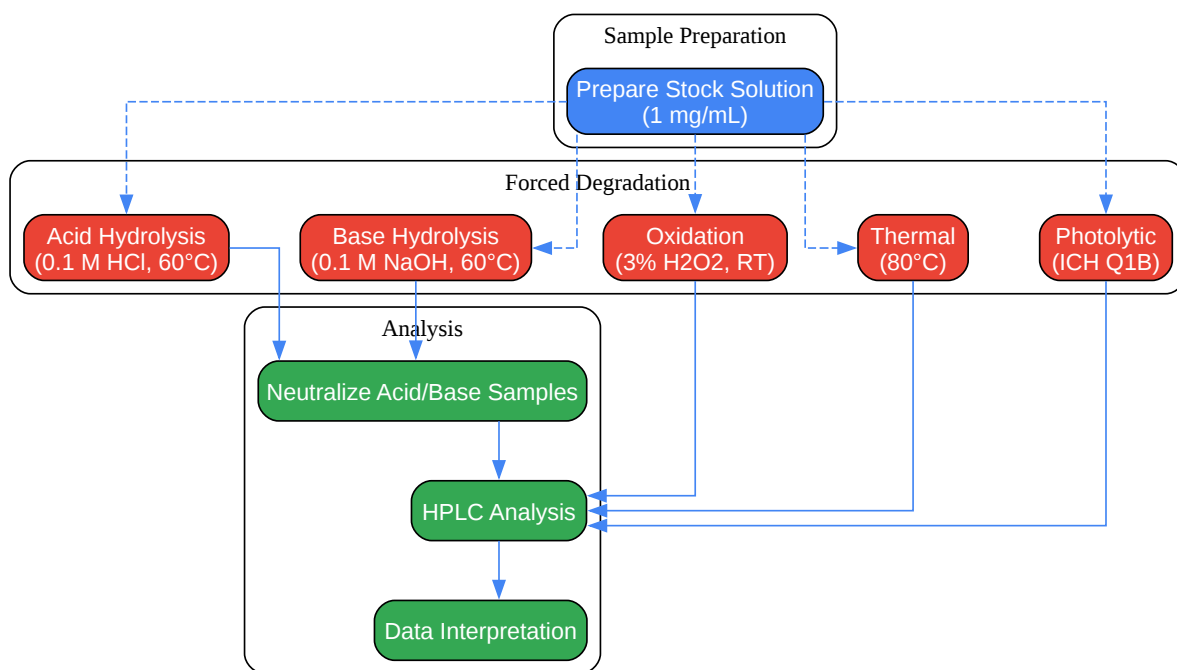 Sample Preparation
Prepare Stock Solution
(1 mg/mL)
Forced Degradation
Acid Hydrolysis
(0.1 M HCl, 60°C)
Base Hydrolysis
(0.1 M NaOH, 60°C)
Oxidation
(3% H2O2, RT)
Thermal
(80°C)
Photolytic
(ICH Q1B)
Analysis
Neutralize Acid/Base Samples
HPLC Analysis
Data Interpretation